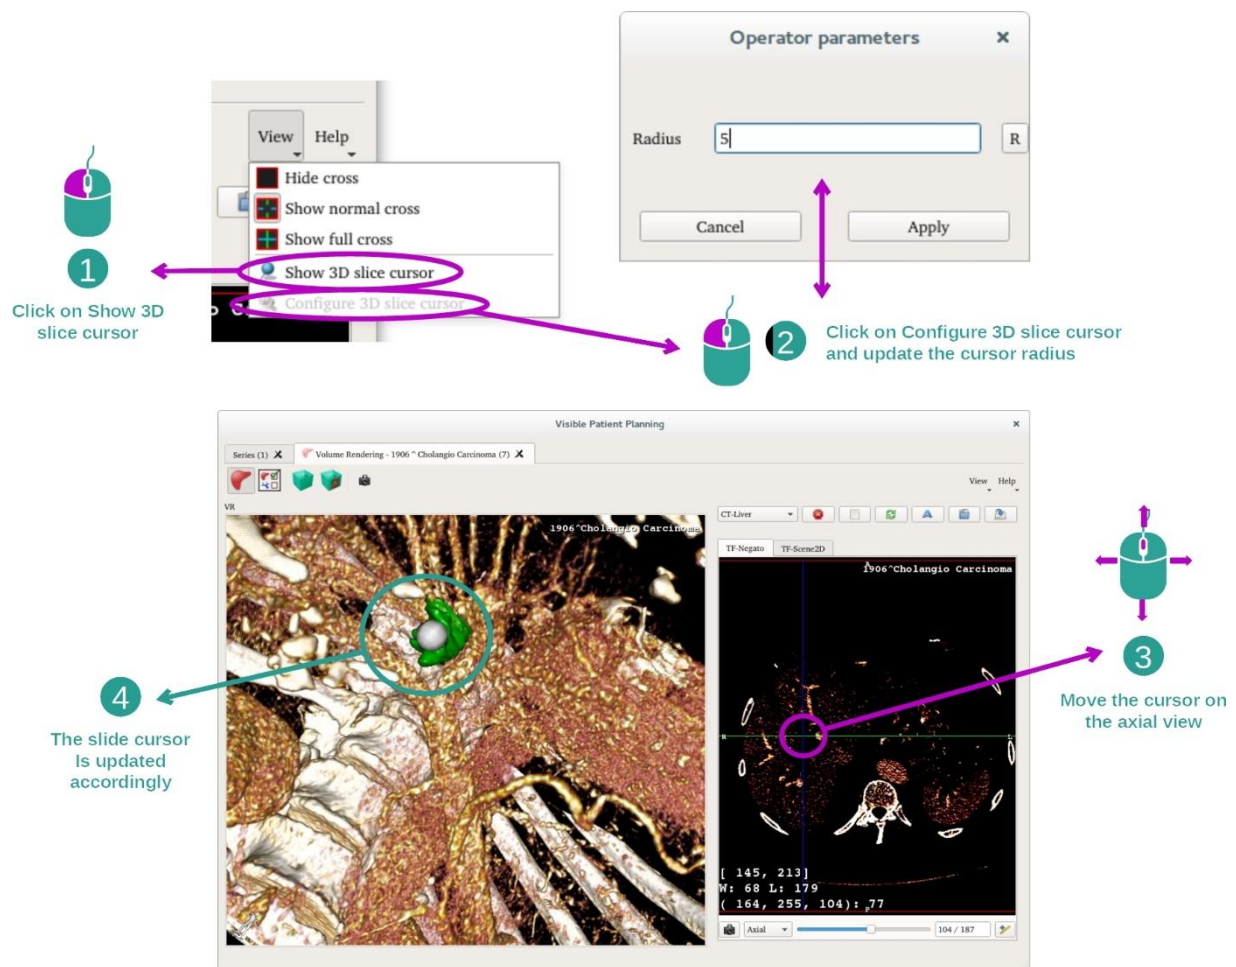 Operator parameters
Radius
5
R
Cancel
Apply
View
Help
Hide cross
Show normal cross
Show full cross
Show 3D slice cursor
Configure 3D slice cursor
1
Click on Show 3D
slice cursor
2
Click on Configure 3D slice cursor
and update the cursor radius
Visible Patient Planning
Series (1)
Volume Rendering - 1906 ^ Cholangio Carcinoma (7)
View
Help
VR
CT-Liver
A
TF-Negato
TF-Scene2D
1906^Cholangio Carcinoma
1906^Cholangio Carcinoma
R
[ 145, 213]
W: 68 L: 179
( 164, 255, 104): 77
Axial
104 / 187
3
Move the cursor on
the axial view
4
The slide cursor
Is updated
accordingly